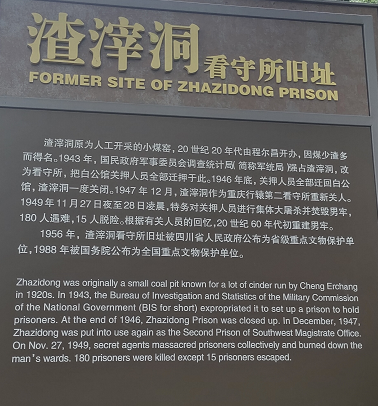 渣滓洞看守所旧址
FORMER SITE OF ZHAZIDONG PRISON
渣滓洞原为人工开采的小煤窑，20世纪20年代由程尔昌开办，因煤少渣多
而得名。1943年，国民政府军事委员会调查统计局（简称军统局）强占渣滓洞，改
为看守所，把白公馆关押人员全部迁押于此。1946年底，关押人员全部迁回白公
馆，渣滓洞一度关闭。1947年12月，渣滓洞作为重庆行辕第二看守所重新关人。
1949年11月27日夜至28日凌晨，特务对关押人员进行集体大屠杀并焚毁男牢，
180人遇难，15人脱险。根据有关人员的回忆，20世纪60年代初重建男牢。
1956年，渣滓洞看守所旧址被四川省人民政府公布为省级重点文物保护单
位，1988年被国务院公布为全国重点文物保护单位。
Zhazidong was originally a small coal pit known for a lot of cinder run by Cheng Erchang
in 1920s. In 1943, the Bureau of Investigation and Statistics of the Military Commission
of the National Government (BIS for short) expropriated it to set up a prison to hold
prisoners. At the end of 1946, Zhazidong Prison was closed up. In December, 1947,
Zhazidong was put into use again as the Second Prison of Southwest Magistrate Office.
On Nov. 27, 1949, secret agents massacred prisoners collectively and burned down the
man's wards. 180 prisoners were killed except 15 prisoners escaped.